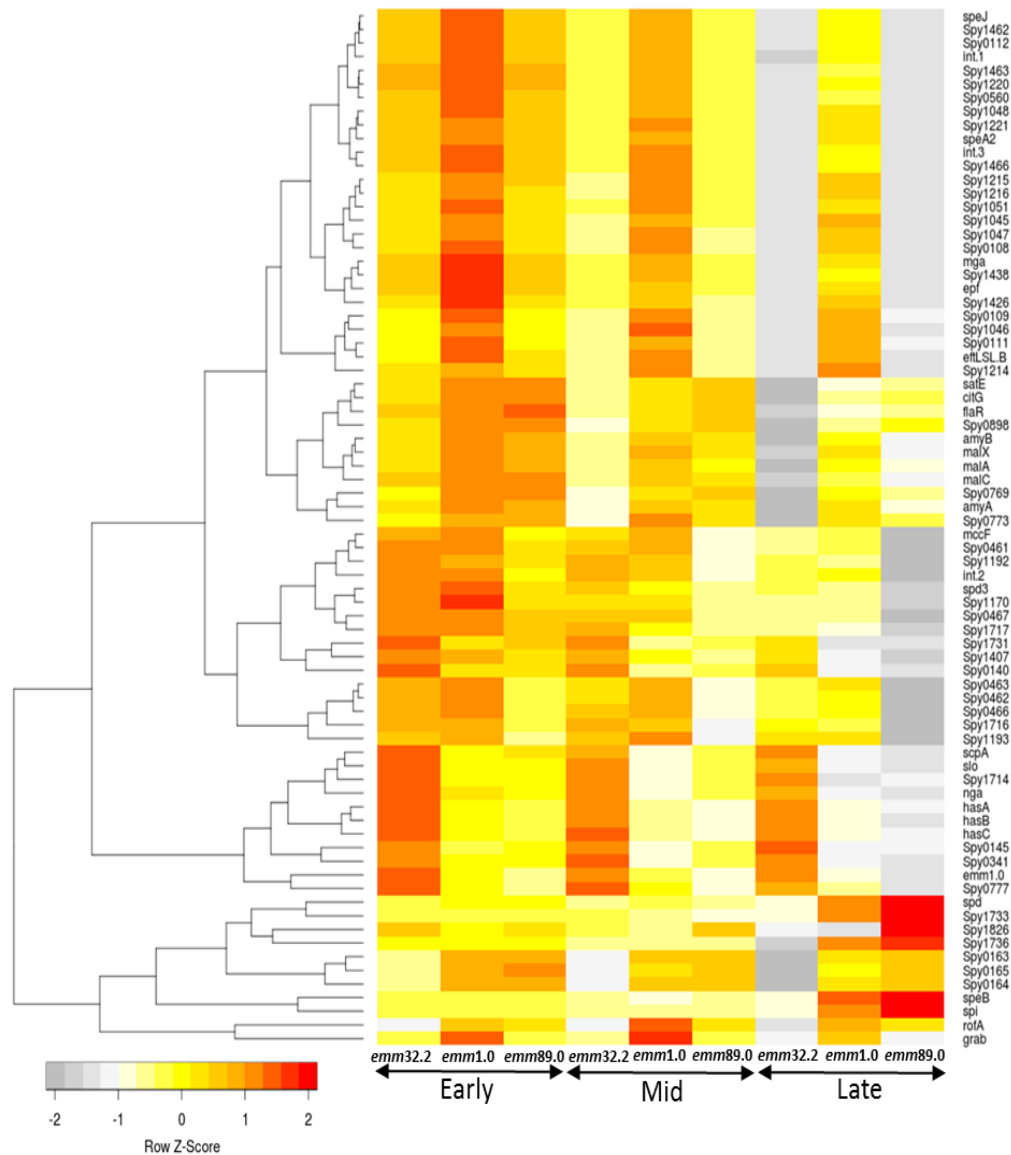 speJ
Spy1462
Spy0112
int.1
Spy1463
Spy1220
Spy0560
Spy1048
Spy1221
speA2
int.3
Spy1466
Spy1215
Spy1216
Spy1051
Spy1045
Spy1047
Spy0108
mga
Spy1438
epf
Spy1426
Spy0109
Spy1046
Spy0111
eftLSL.B
Spy1214
satE
citG
flaR
Spy0898
amyB
malX
malA
malC
Spy0769
amyA
Spy0773
mccF
Spy0461
Spy1192
int.2
spd3
Spy1170
Spy0467
Spy1717
Spy1731
Spy1407
Spy0140
Spy0463
Spy0462
Spy0466
Spy1716
Spy1193
scpA
slo
Spy1714
nga
hasA
hasB
hasC
Spy0145
Spy0341
emm1.0
Spy0777
spd
Spy1733
Spy1826
Spy1736
Spy0163
Spy0165
Spy0164
speB
spi
rofA
grab
emm32.2 emm1.0 emm89.0 emm32.2 emm1.0 emm89.0 emm32.2 emm1.0 emm89.0
Early Mid Late
-2 -1 0 1 2
Row Z-Score